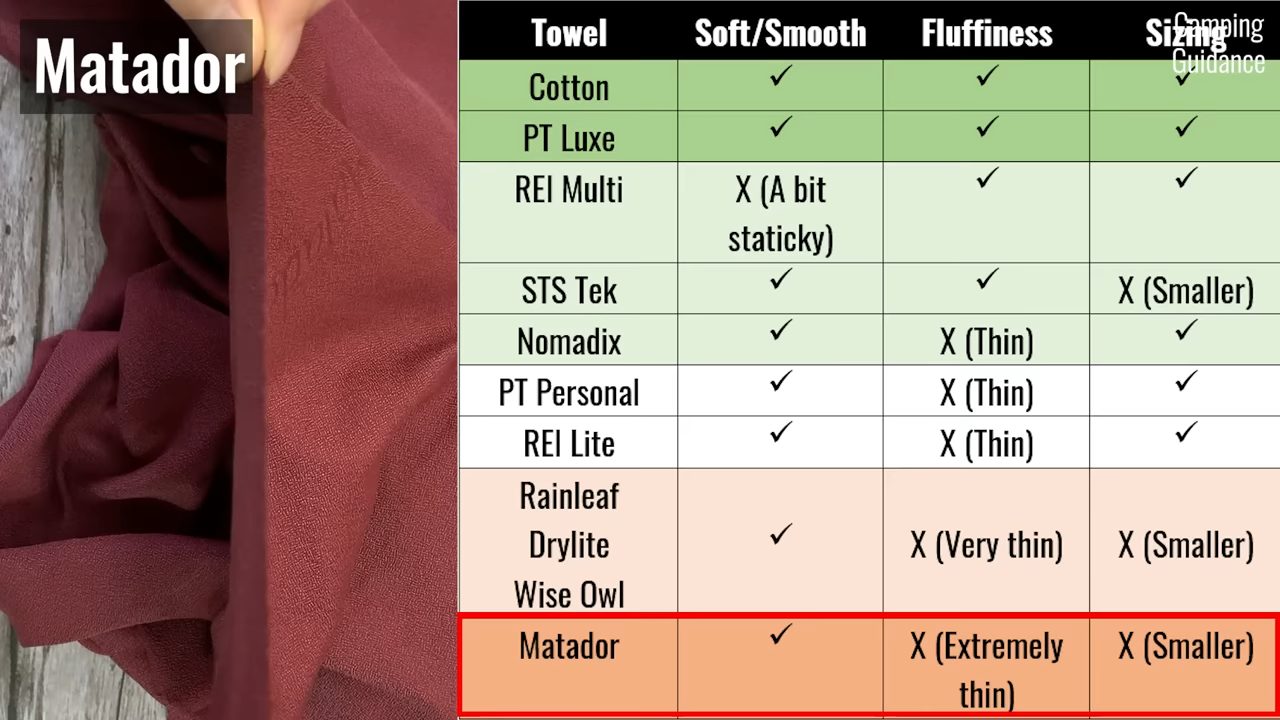 Matador
Towel Soft/Smooth Fluffiness Sizing
Camping
Guidance
Cotton ✓ ✓ ✓
PT Luxe ✓ ✓ ✓
REI Multi X (A bit ✓ ✓
staticky)
STS Tek ✓ ✓ X (Smaller)
Nomadix ✓ X (Thin) ✓
PT Personal ✓ X (Thin) ✓
REI Lite ✓ X (Thin) ✓
Rainleaf
Drylite ✓ X (Very thin) X (Smaller)
Wise Owl
Matador ✓ X (Extremely X (Smaller)
thin)